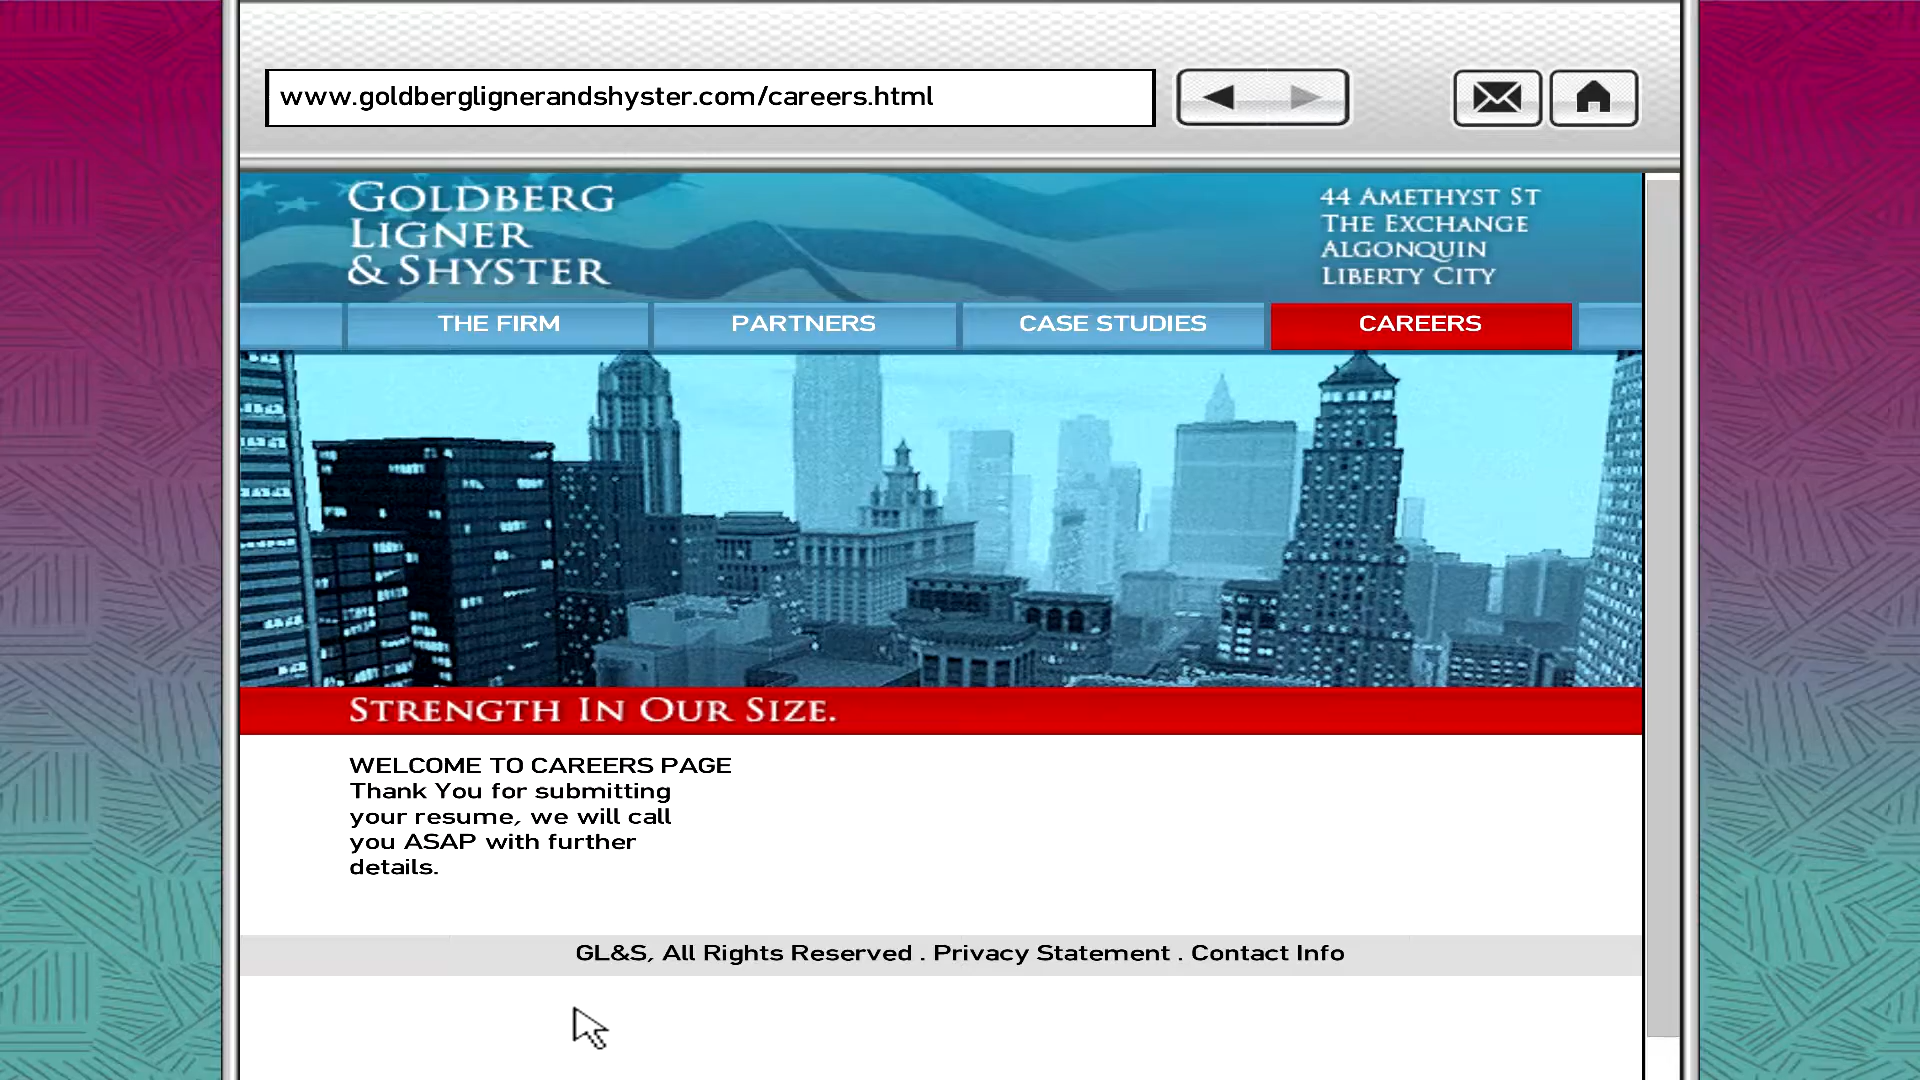 www.goldberglignerandshyster.com/careers.html
GOLDBERG
LIGNER
& SHYSTER
44 AMETHYST ST
THE EXCHANGE
ALGONQUIN
LIBERTY CITY
THE FIRM
PARTNERS
CASE STUDIES
CAREERS
STRENGTH IN OUR SIZE.
WELCOME TO CAREERS PAGE
Thank You for submitting
your resume, we will call
you ASAP with further
details.
GL&S, All Rights Reserved . Privacy Statement . Contact Info